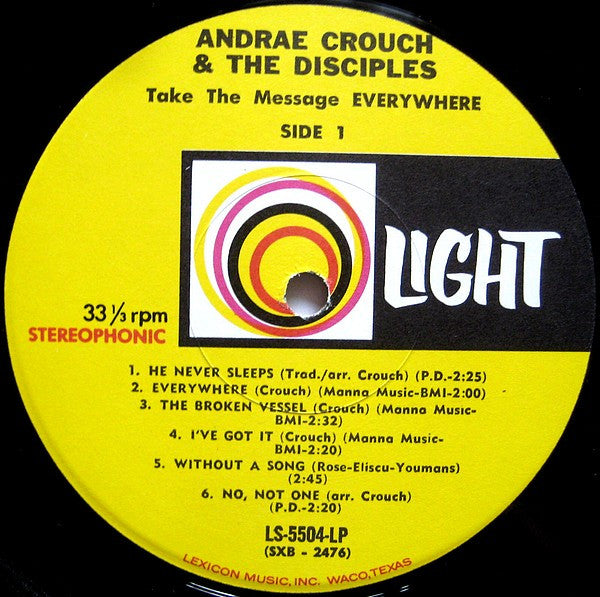 ANDRAE CROUCH
& THE DISCIPLES
Take The Message EVERYWHERE
SIDE 1
LIGHT
33 ⅓ rpm
STEREOPHONIC
1. HE NEVER SLEEPS (Trad./arr. Crouch) (P.D.-2:25)
2. EVERYWHERE (Crouch) (Manna Music-BMI-2:00)
3. THE BROKEN VESSEL (Crouch) (Manna Music-
BMI-2:32)
4. I'VE GOT IT (Crouch) (Manna Music-
BMI-2:20)
5. WITHOUT A SONG (Rose-Eliscu-Youmans)
(2:45)
6. NO, NOT ONE (arr. Crouch)
(P.D.-2:20)
LS-5504-LP
(SXB - 2476)
LEXICON MUSIC, INC. WACO, TEXAS